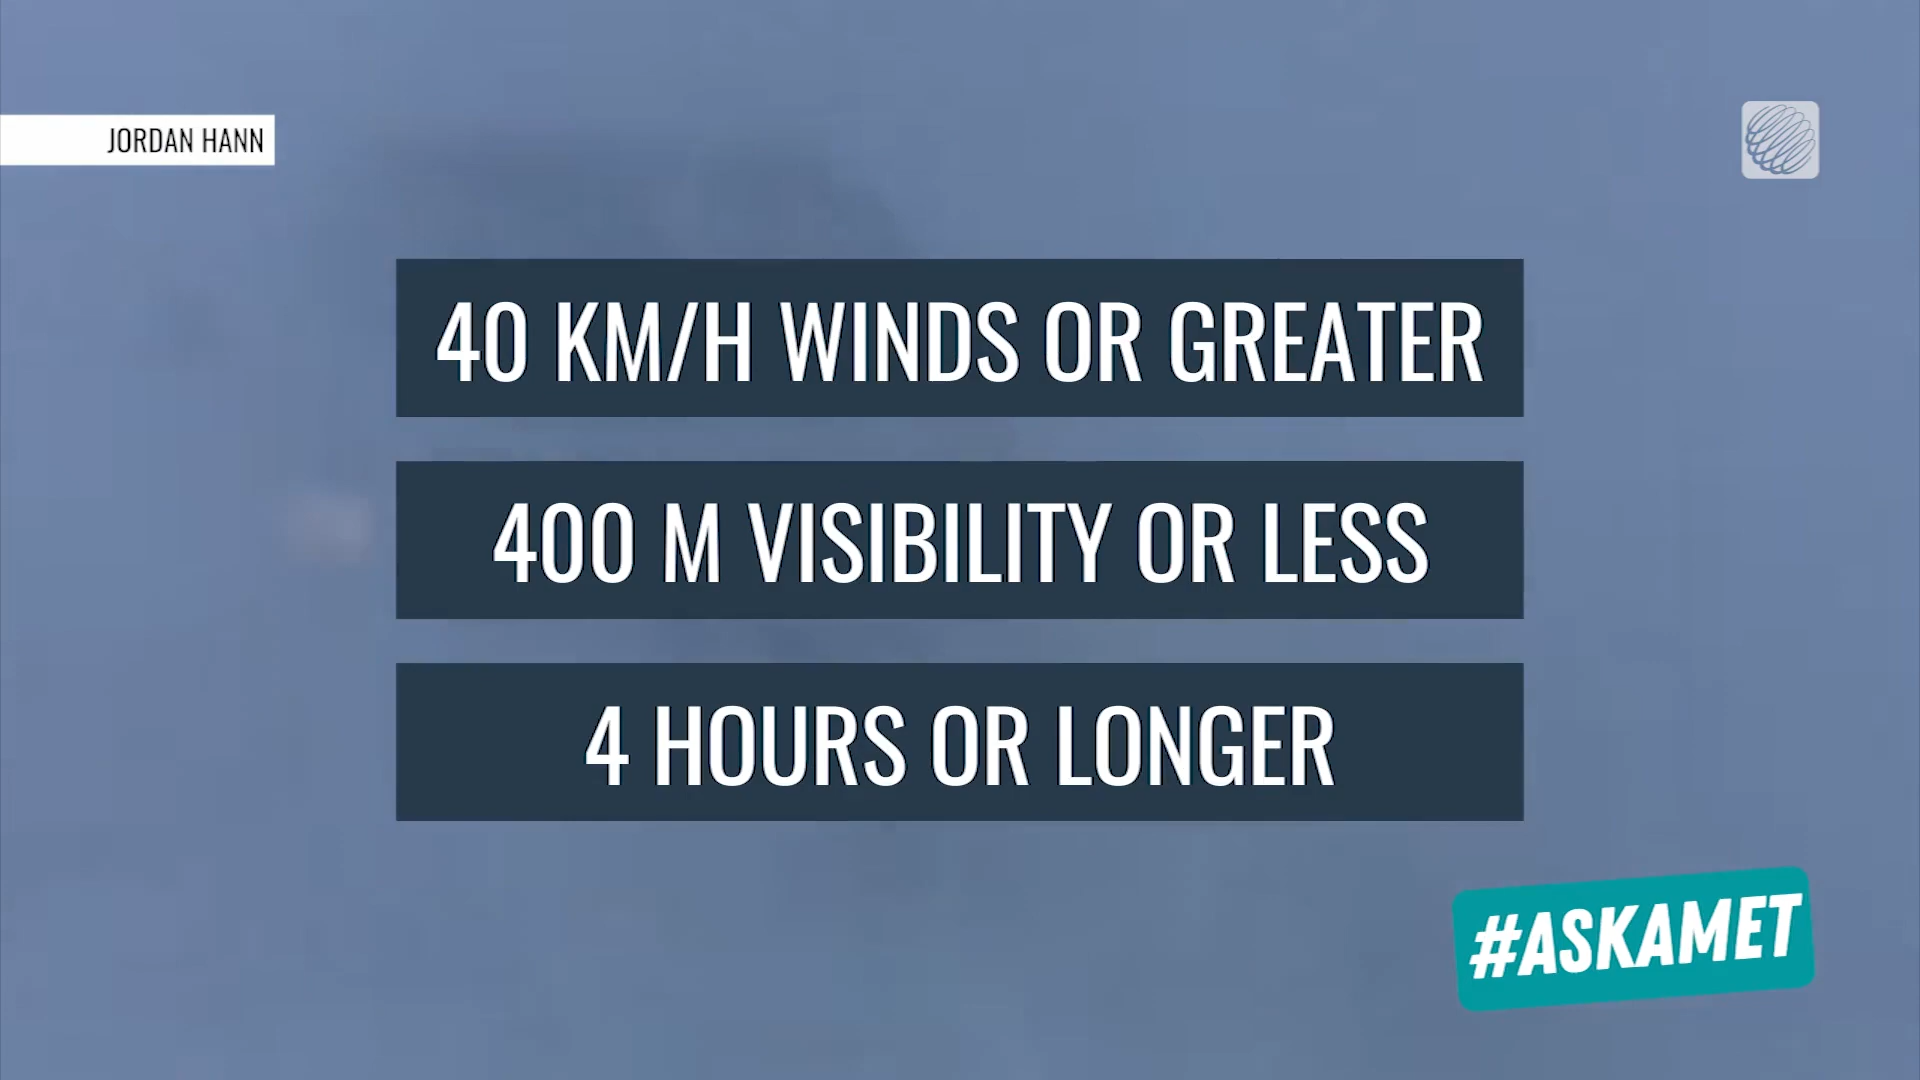 JORDAN HANN
40 KM/H WINDS OR GREATER
400 M VISIBILITY OR LESS
4 HOURS OR LONGER
#ASKAMET